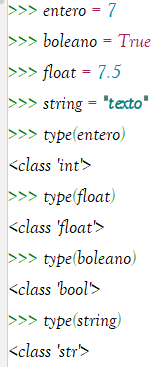 >>> entero = 7
>>> boleano = True
>>> float = 7.5
>>> string = "texto"
>>> type(entero)
<class 'int'>
>>> type(float)
<class 'float'>
>>> type(boleano)
<class 'bool'>
>>> type(string)
<class 'str'>